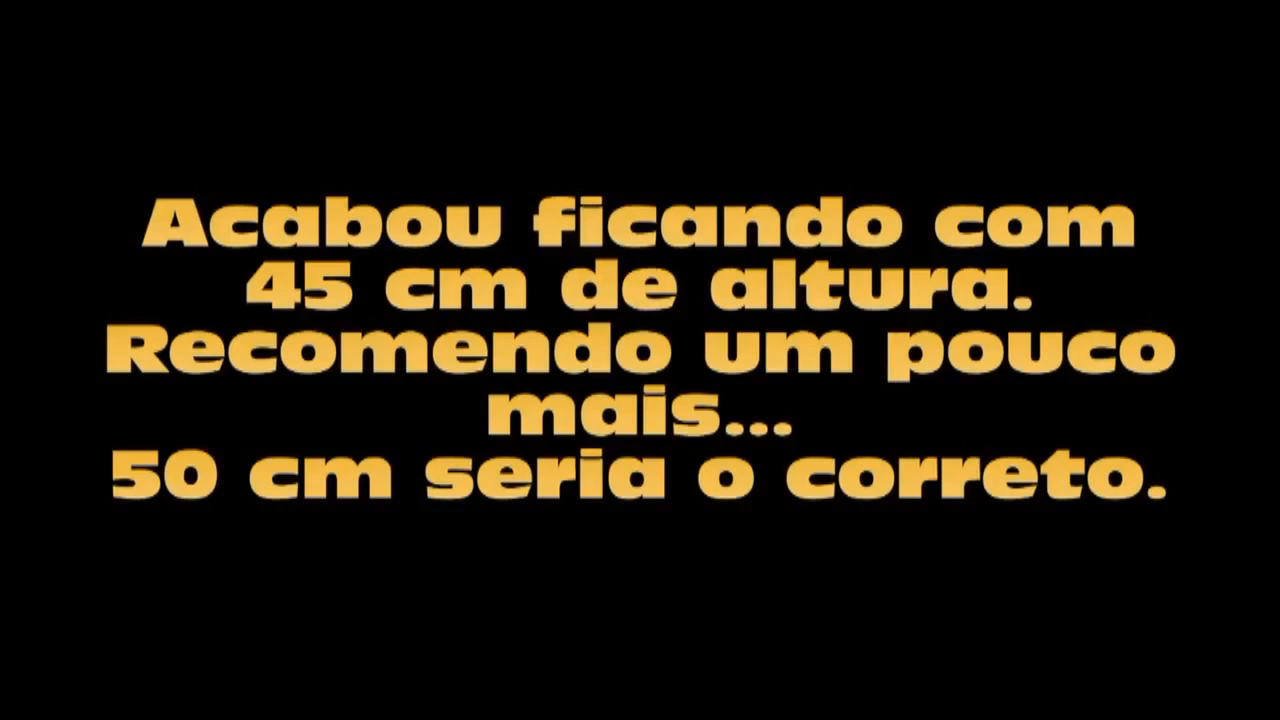 Acabou ficando com
45 cm de altura.
Recomendo um pouco
mais...
50 cm seria o correto.